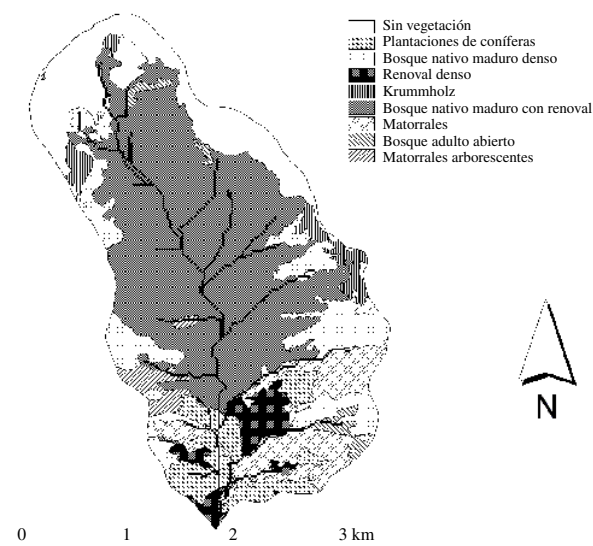 Sin vegetación
Plantaciones de coníferas
Bosque nativo maduro denso
Renoval denso
Krummholz
Bosque nativo maduro con renoval
Matorrales
Bosque adulto abierto
Matorrales arborescentes
N
0 1 2 3 km